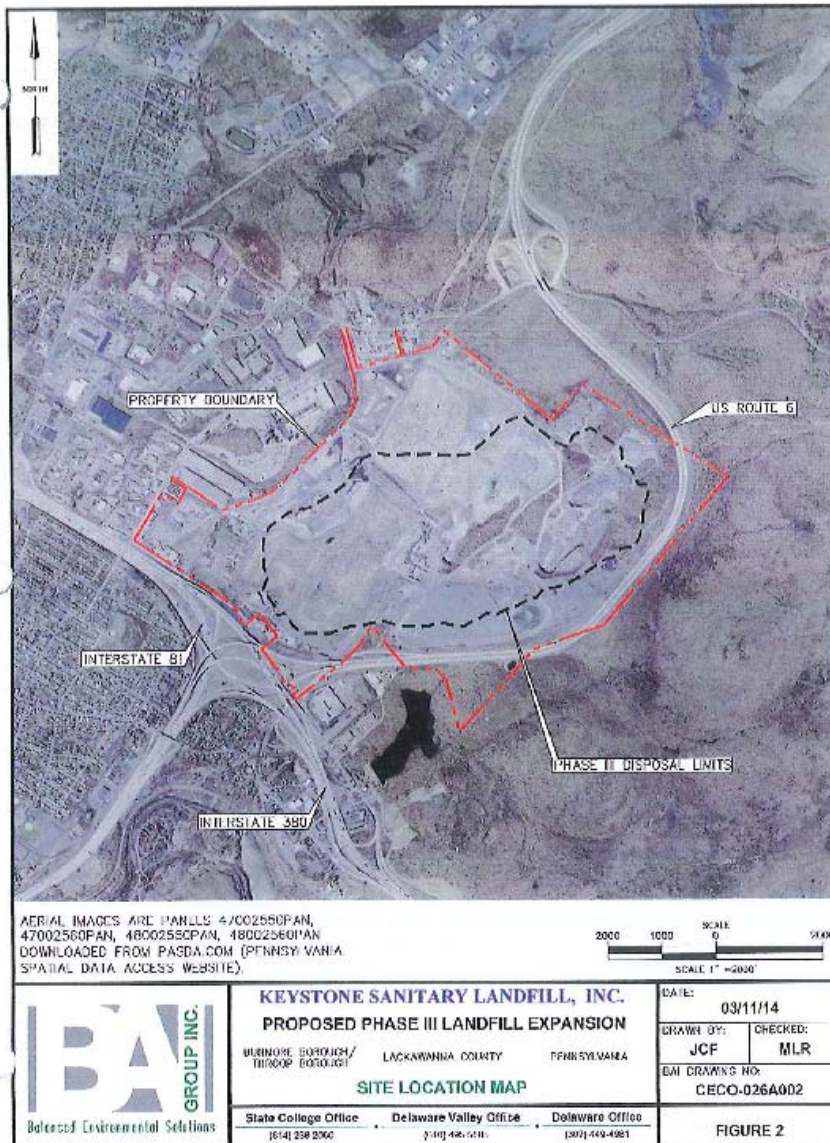 NORTH
PROPERTY BOUNDARY
US ROUTE 6
INTERSTATE 81
PHASE III DISPOSAL LIMITS
INTERSTATE 380
AERIAL IMAGES ARE PANELS 47002550PAN,
47002560PAN, 48002550PAN, 48002560PAN
DOWNLOADED FROM PASDA.COM (PENNSYLVANIA
SPATIAL DATA ACCESS WEBSITE).
SCALE
2000 1000 0 2000
SCALE 1" =2000'
BAI GROUP INC.
Balanced Environmental Solutions
KEYSTONE SANITARY LANDFILL, INC.
PROPOSED PHASE III LANDFILL EXPANSION
DUNMORE BOROUGH/
THROOP BOROUGH
LACKAWANNA COUNTY
PENNSYLVANIA
SITE LOCATION MAP
State College Office • Delaware Valley Office • Delaware Office
(814) 238 2060
DATE:
03/11/14
DRAWN BY:
JCF
CHECKED:
MLR
BAI DRAWING NO:
CECO-026A002
FIGURE 2